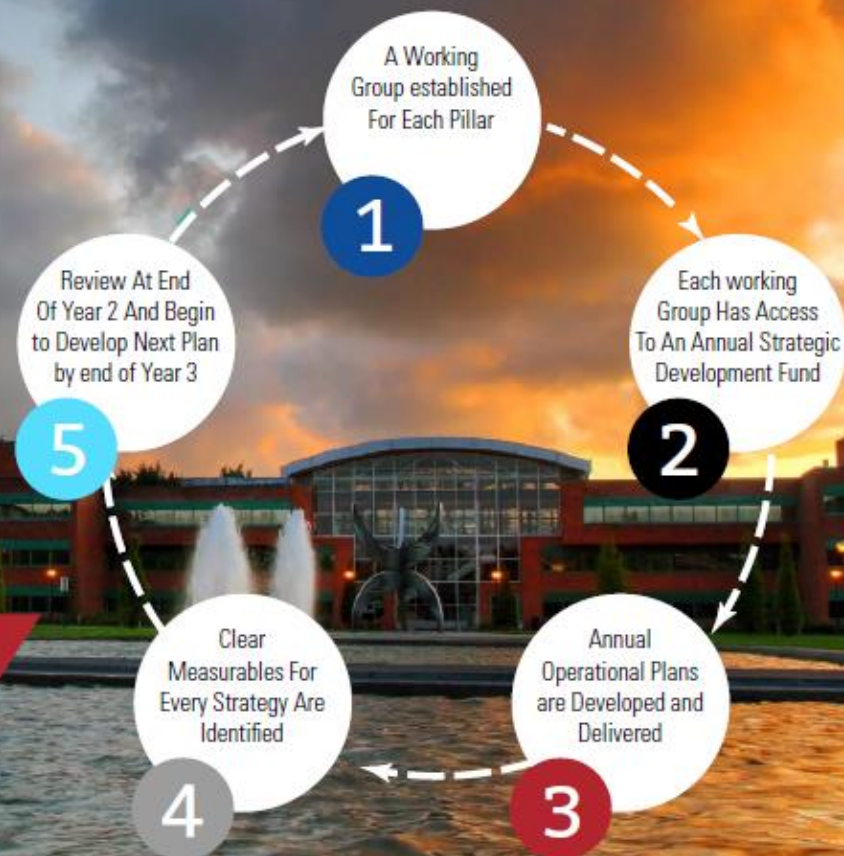 A Working
Group established
For Each Pillar
1
Each working
Group Has Access
To An Annual Strategic
Development Fund
2
Annual
Operational Plans
are Developed and
Delivered
3
Clear
Measurables For
Every Strategy Are
Identified
4
Review At End
Of Year 2 And Begin
to Develop Next Plan
by end of Year 3
5